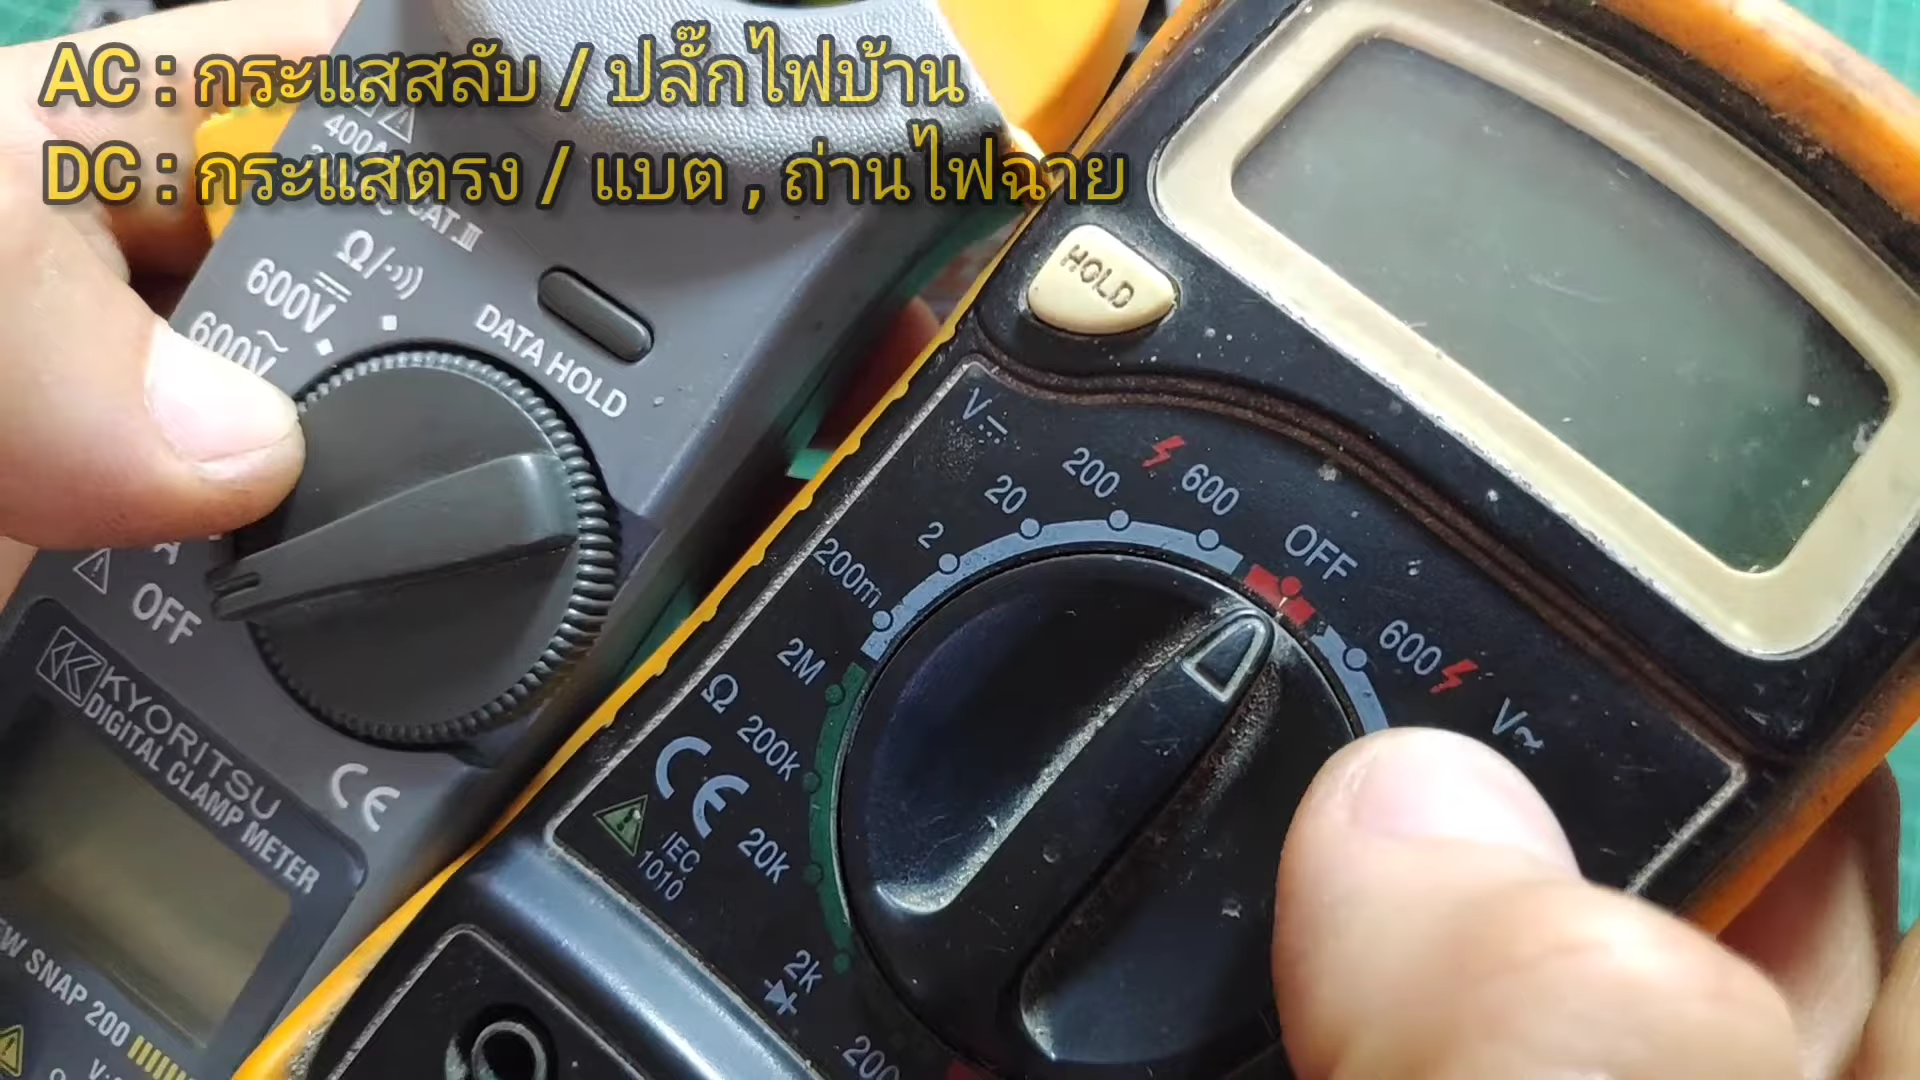 AC : กระแสสลับ / ปลั๊กไฟบ้าน
DC : กระแสตรง / แบต , ถ่านไฟฉาย
CAT.III
Ω/
600V
600V
DATA HOLD
A
OFF
KYORITSU
DIGITAL CLAMP METER
CE
SNAP 200
HOLD
V
600
200
20
2
200m
OFF
600
V~
2M
Ω
200k
CE
IEC
1010
20k
2k
200